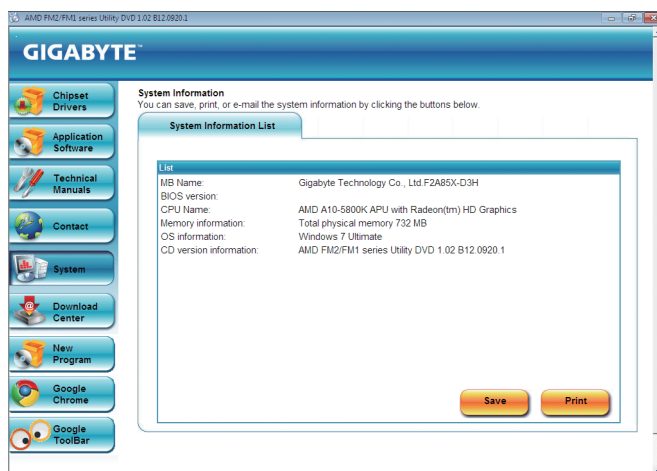 AMD FM2/FM1 series Utility DVD 1.02 B12.0920.1
GIGABYTE™
Chipset
Drivers
Application
Software
Technical
Manuals
Contact
System
Download
Center
New
Program
Google
Chrome
Google
ToolBar
System Information
You can save, print, or e-mail the system information by clicking the buttons below.
System Information List
List
MB Name: Gigabyte Technology Co., Ltd.F2A85X-D3H
BIOS version:
CPU Name: AMD A10-5800K APU with Radeon(tm) HD Graphics
Memory information: Total physical memory 732 MB
OS information: Windows 7 Ultimate
CD version information: AMD FM2/FM1 series Utility DVD 1.02 B12.0920.1
Save
Print